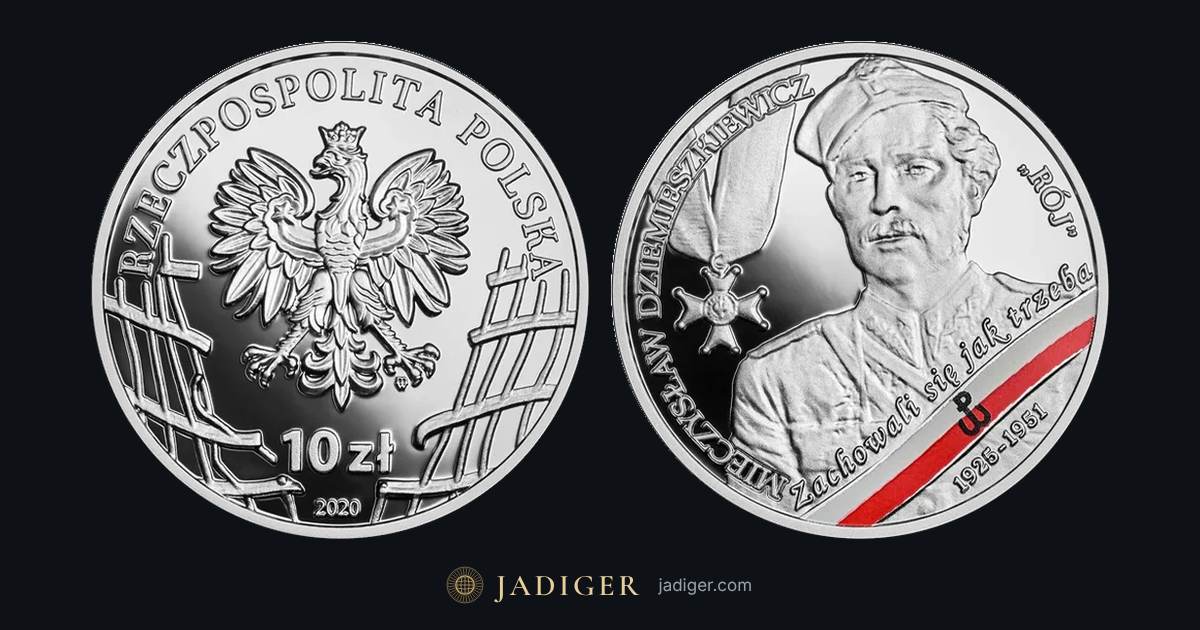 RZECZPOSPOLITA POLSKA
10 zł
2020
MIECZYSŁAW DZIEMIESZKIEWICZ
„RÓJ”
Zachowali się jak trzeba
1925-1951
JADIGER
jadiger.com